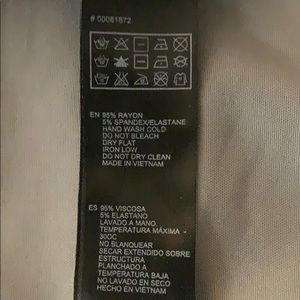 # 00081872
EN 95% RAYON
5% SPANDEX/ELASTANE
HAND WASH COLD
DO NOT BLEACH
DRY FLAT
IRON LOW
DO NOT DRY CLEAN
MADE IN VIETNAM
ES 95% VISCOSA
5% ELASTANO
LAVADO A MANO,
TEMPERATURA MÁXIMA -
30OC
NO BLANQUEAR
SECAR EXTENDIDO SOBRE
ESTRUCTURA
PLANCHADO A
TEMPERATURA BAJA
NO LAVADO EN SECO
HECHO EN VIETNAM